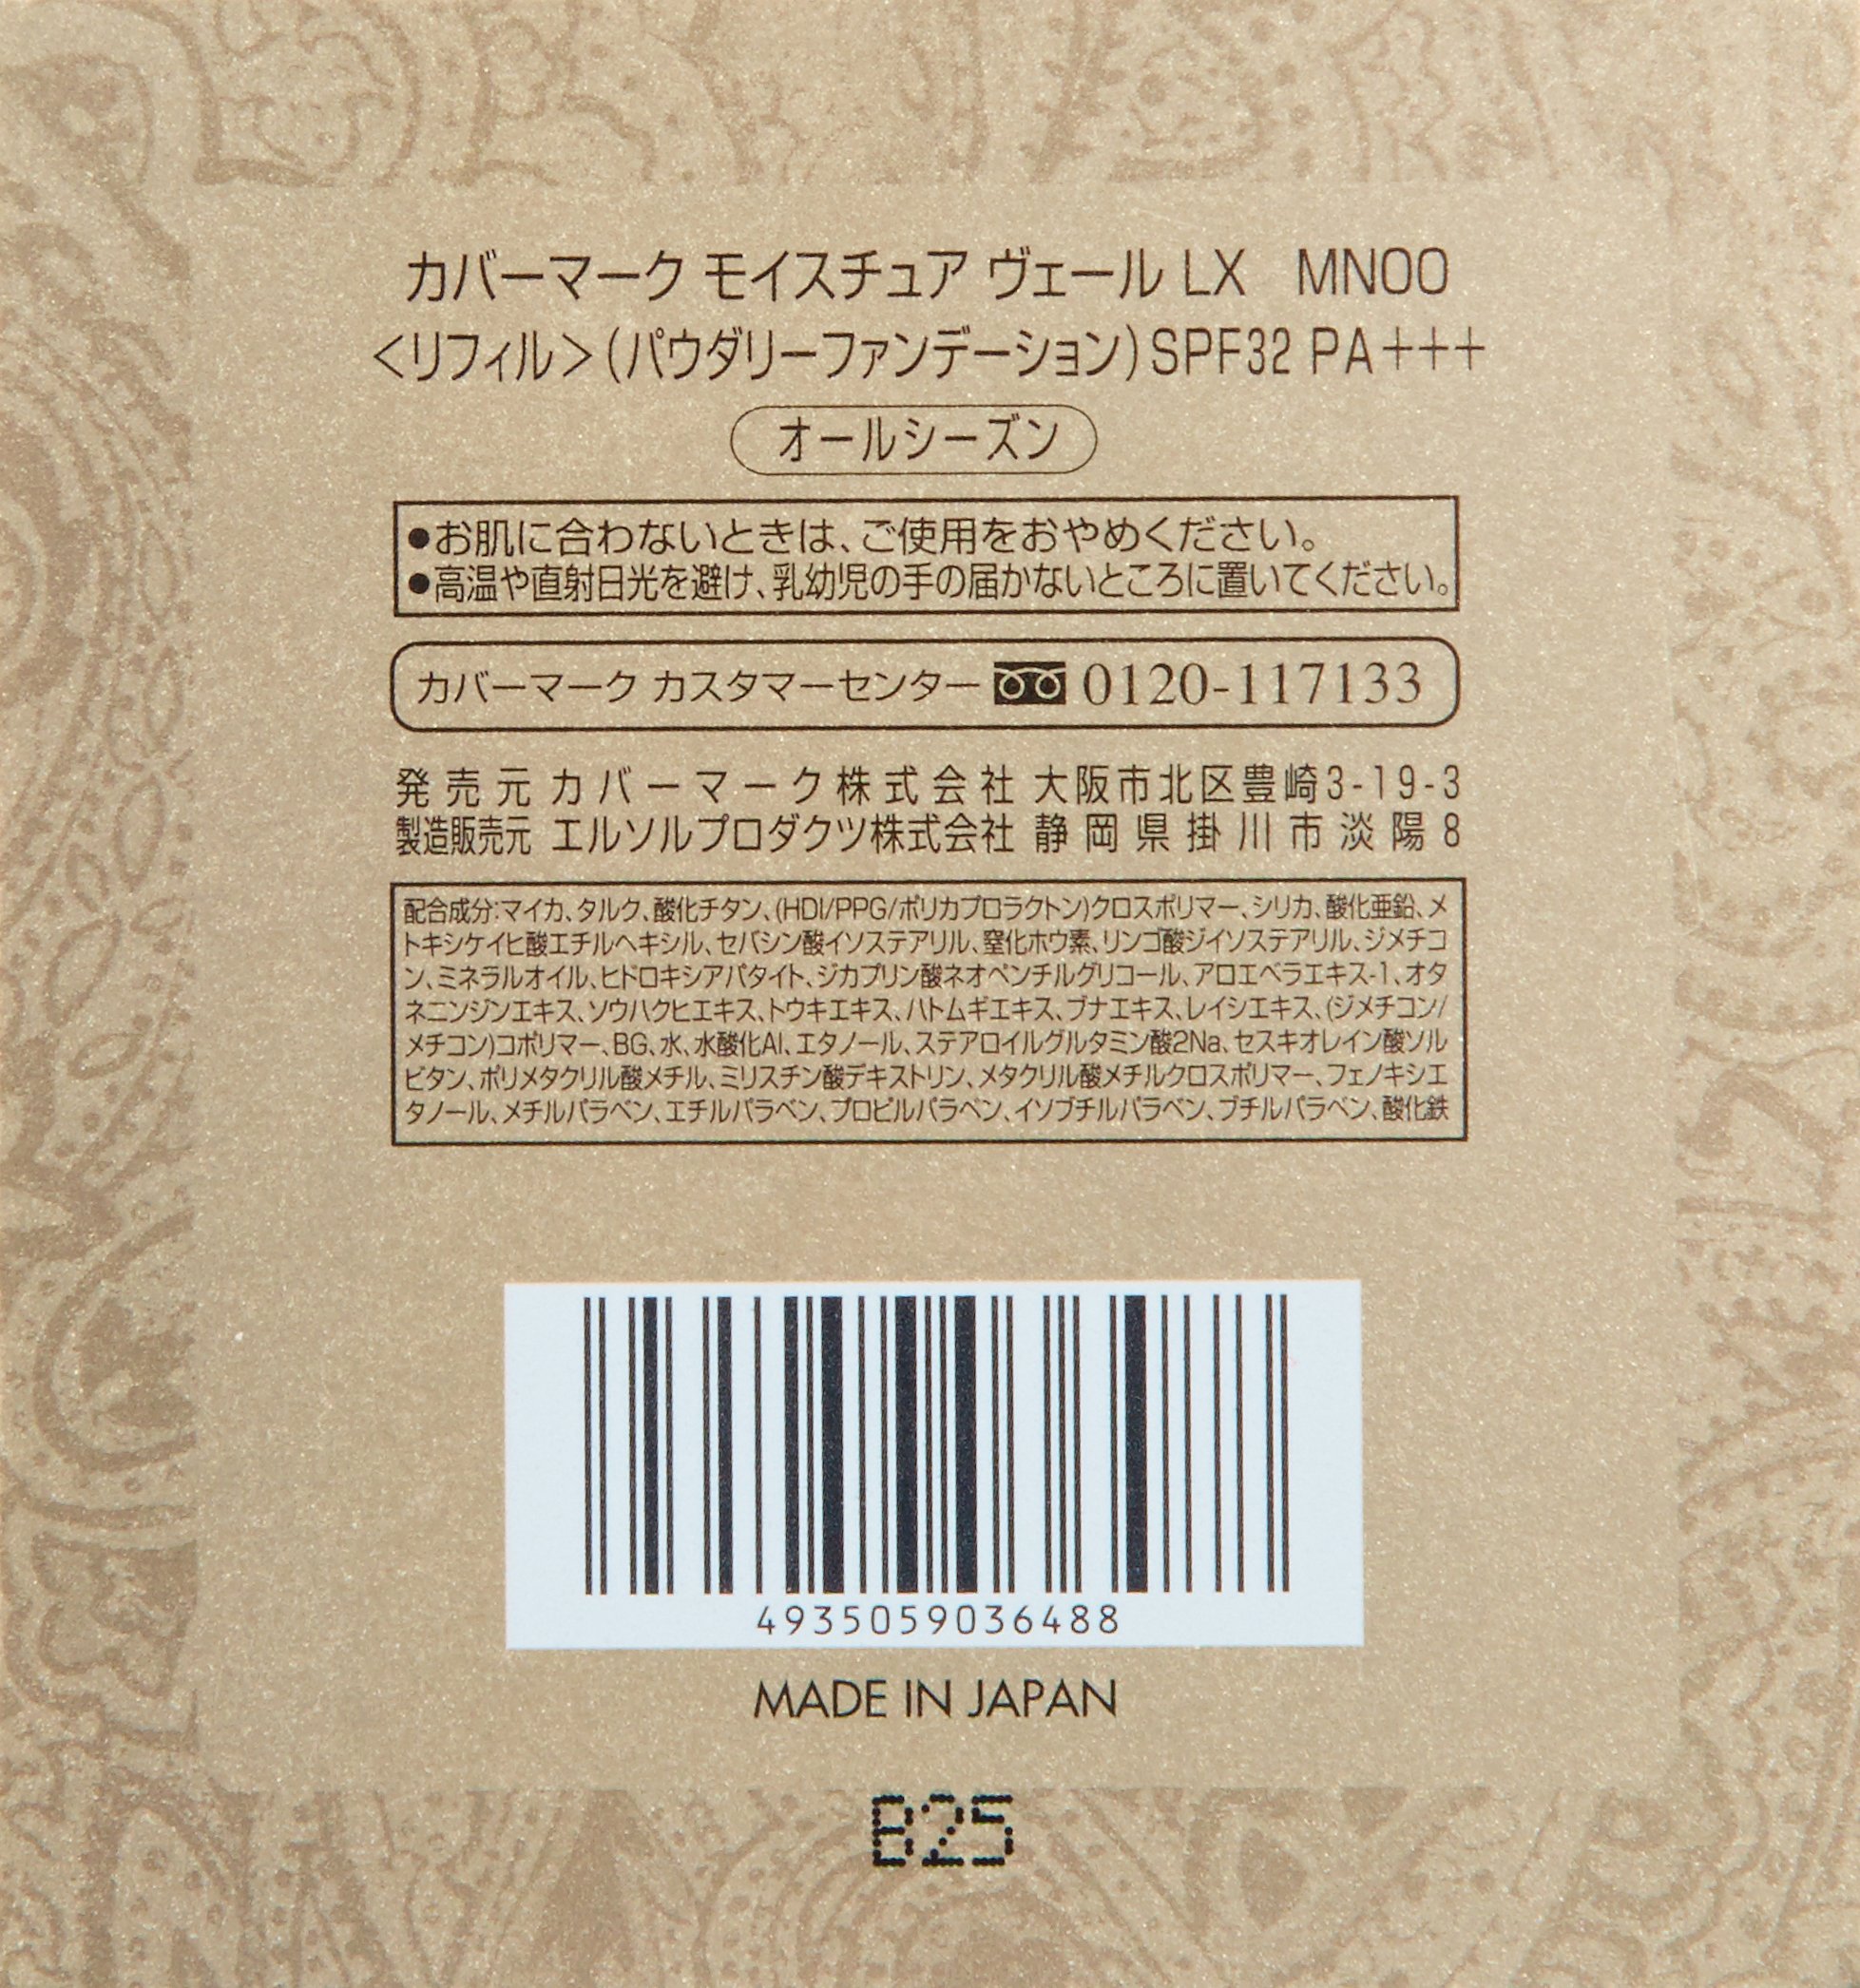 カバーマーク モイスチュア ヴェール LX MN00
<リフィル>(パウダリーファンデーション)SPF32 PA+++
オールシーズン
●お肌に合わないときは、ご使用をおやめください。
●高温や直射日光を避け、乳幼児の手の届かないところに置いてください。
カバーマーク カスタマーセンター 0120-117133
発売元 カバーマーク株式会社 大阪市北区豊崎3-19-3
製造販売元 エルソルプロダクツ株式会社 静岡県掛川市淡陽8
配合成分:マイカ、タルク、酸化チタン、(HDI/PPG/ポリカプロラクトン)クロスポリマー、シリカ、酸化亜鉛、メ
トキシケイヒ酸エチルヘキシル、セバシン酸イソステアリル、窒化ホウ素、リンゴ酸ジイソステアリル、ジメチコ
ン、ミネラルオイル、ヒドロキシアパタイト、ジカプリン酸ネオペンチルグリコール、アロエベラエキス-1、オタ
ネニンジンエキス、ソウハクヒエキス、トウキエキス、ハトムギエキス、ブナエキス、レイシエキス、(ジメチコン/
メチコン)コポリマー、BG、水、水酸化Al、エタノール、ステアロイルグルタミン酸2Na、セスキオレイン酸ソル
ビタン、ポリメタクリル酸メチル、ミリスチン酸デキストリン、メタクリル酸メチルクロスポリマー、フェノキシエ
タノール、メチルパラベン、エチルパラベン、プロピルパラベン、イソブチルパラベン、ブチルパラベン、酸化鉄
4935059036488
MADE IN JAPAN
B25